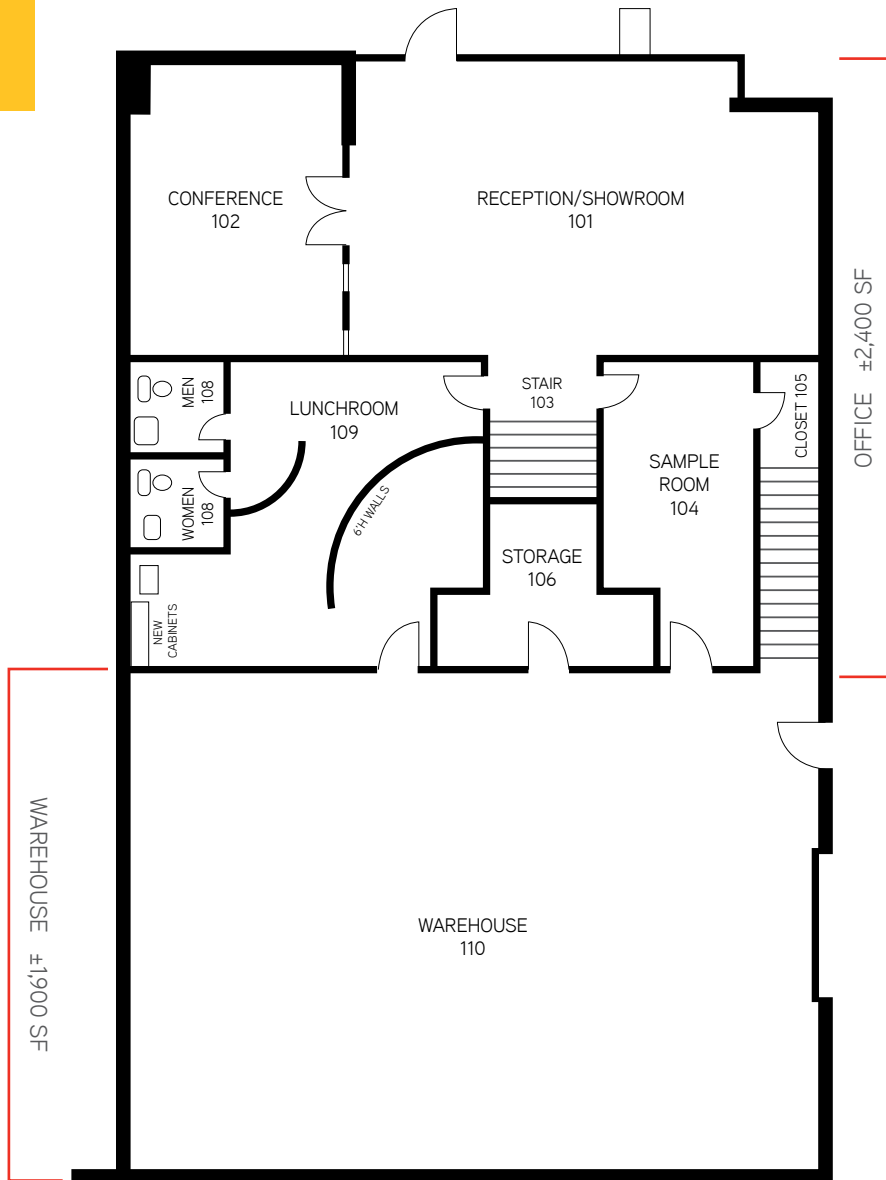 CONFERENCE
102
RECEPTION/SHOWROOM
101
OFFICE ±2,400 SF
MEN
108
LUNCHROOM
109
STAIR
103
CLOSET 105
SAMPLE
ROOM
104
WOMEN
108
6'H WALLS
STORAGE
106
NEW
CABINETS
WAREHOUSE ±1,900 SF
WAREHOUSE
110